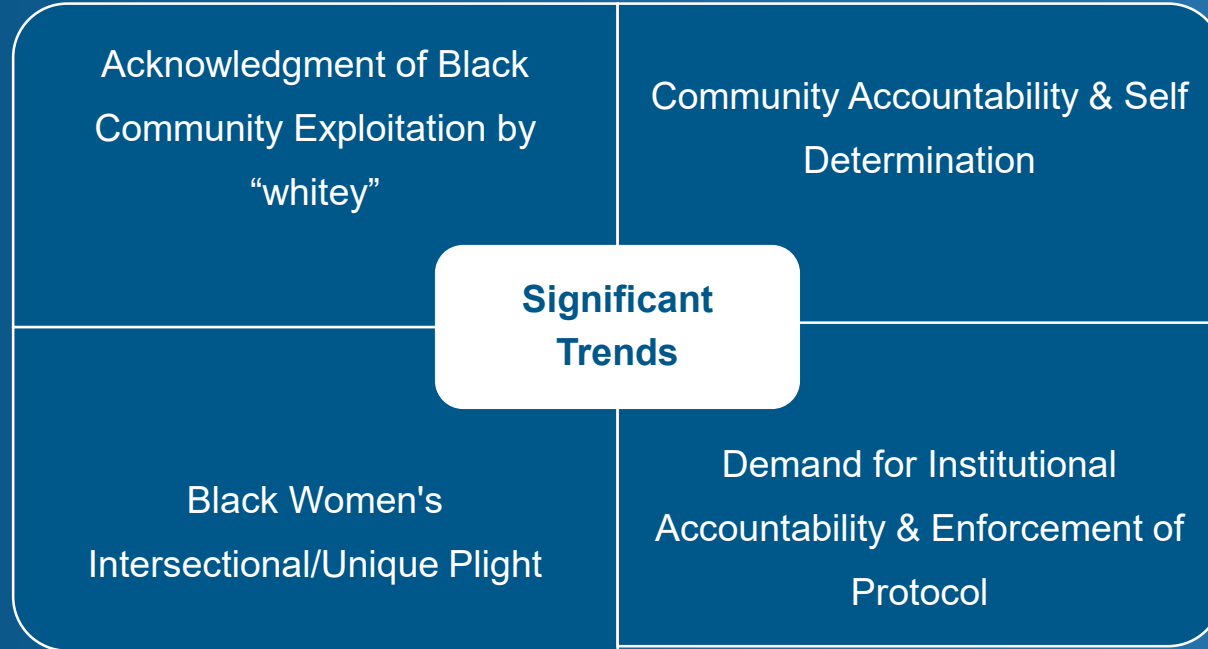 Acknowledgment of Black
Community Exploitation by
“whitey”
Community Accountability & Self
Determination
Significant
Trends
Black Women's
Intersectional/Unique Plight
Demand for Institutional
Accountability & Enforcement of
Protocol